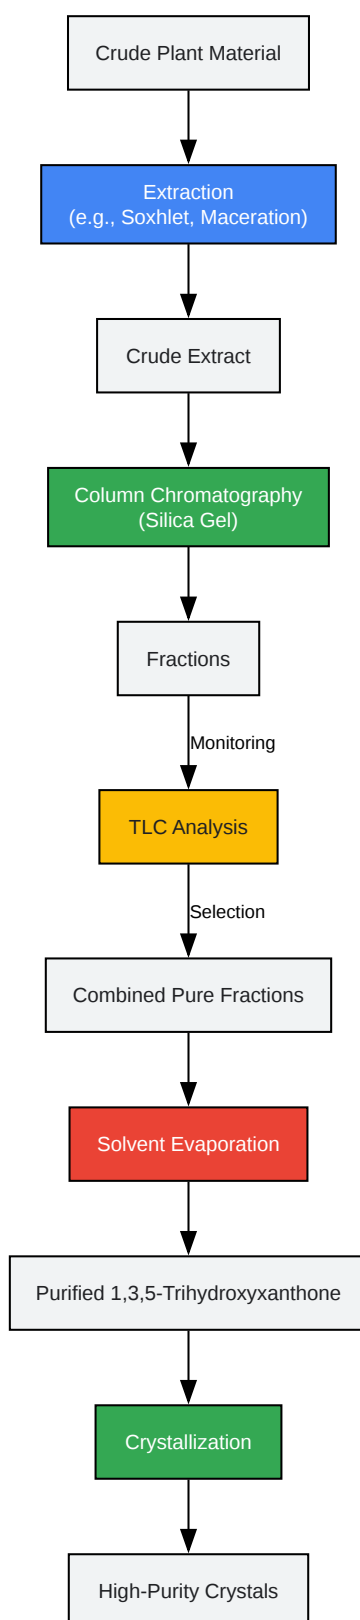 Crude Plant Material
Extraction
(e.g., Soxhlet, Maceration)
Crude Extract
Column Chromatography
(Silica Gel)
Fractions
Monitoring
TLC Analysis
Selection
Combined Pure Fractions
Solvent Evaporation
Purified 1,3,5-Trihydroxyxanthone
Crystallization
High-Purity Crystals